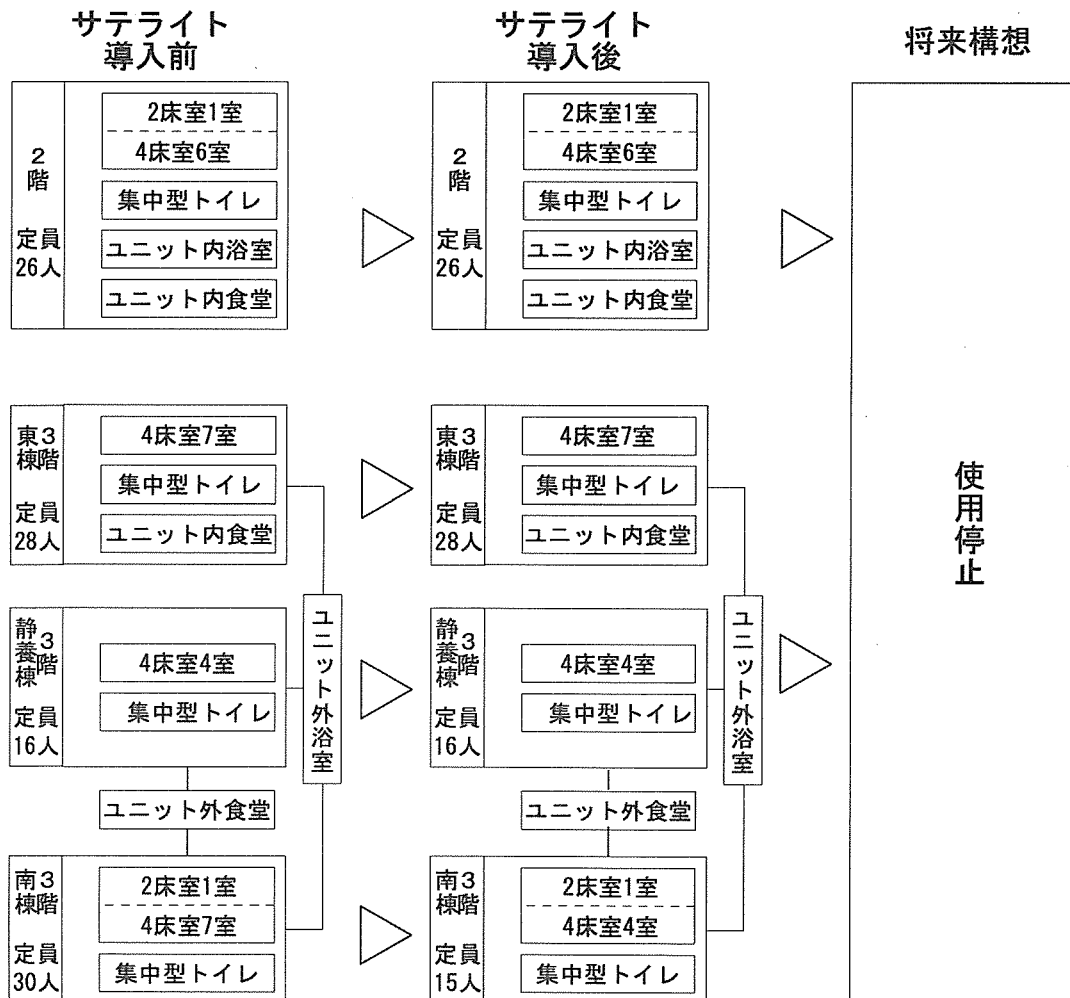 サテライト
導入前
サテライト
導入後
将来構想
2階
定員
26人
2床室1室
4床室6室
集中型トイレ
ユニット内浴室
ユニット内食堂
2階
定員
26人
2床室1室
4床室6室
集中型トイレ
ユニット内浴室
ユニット内食堂
3階
東棟
定員
28人
4床室7室
集中型トイレ
ユニット内食堂
3階
東棟
定員
28人
4床室7室
集中型トイレ
ユニット内食堂
使用停止
3階
静養棟
定員
16人
4床室4室
集中型トイレ
ユニット外浴室
3階
静養棟
定員
16人
4床室4室
集中型トイレ
ユニット外浴室
ユニット外食堂
ユニット外食堂
3階
南棟
定員
30人
2床室1室
4床室7室
集中型トイレ
3階
南棟
定員
15人
2床室1室
4床室4室
集中型トイレ